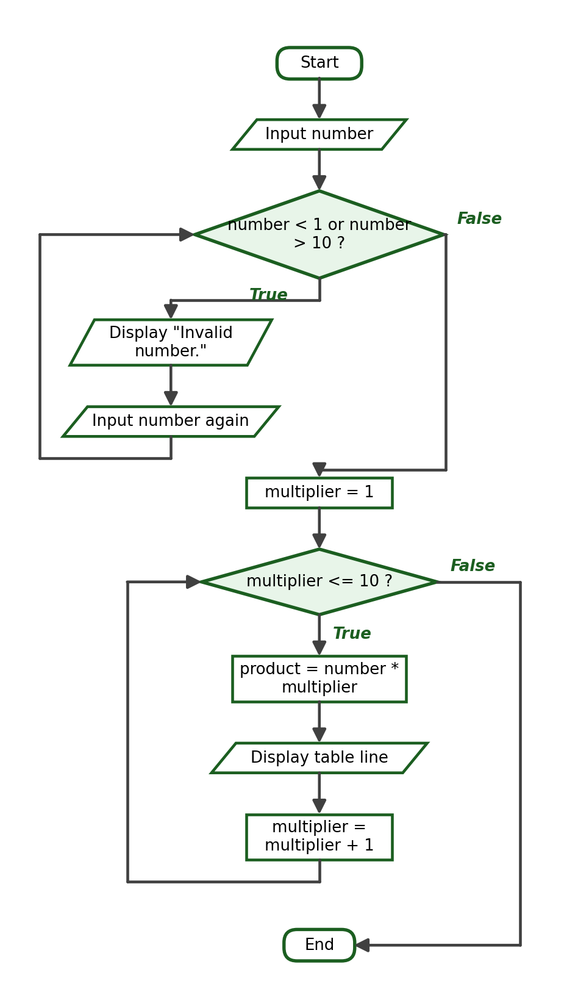 Start
Input number
number < 1 or number
> 10 ?
False
True
Display "Invalid
number."
Input number again
multiplier = 1
multiplier <= 10 ?
False
True
product = number *
multiplier
Display table line
multiplier =
multiplier + 1
End